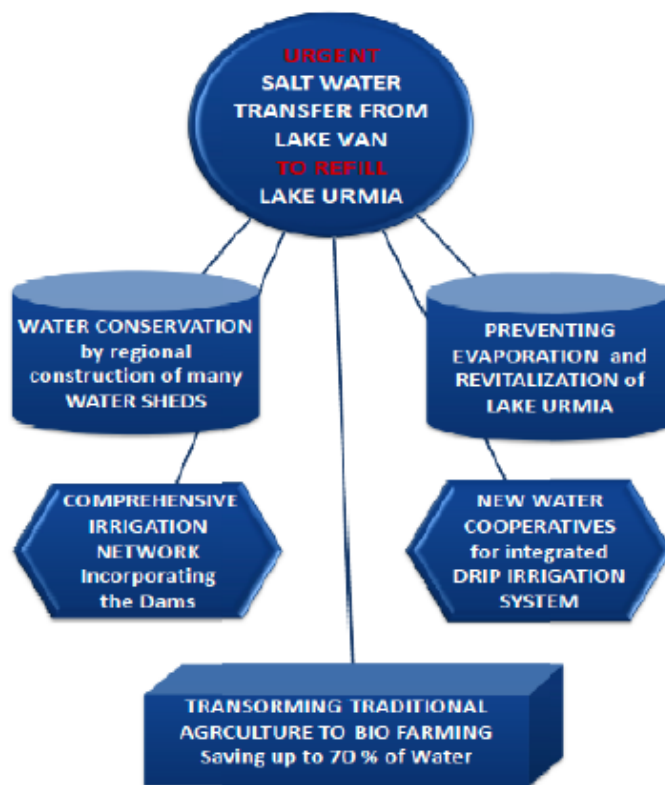 URGENT
SALT WATER
TRANSFER FROM
LAKE VAN
TO REFILL
LAKE URMIA
WATER CONSERVATION
by regional
construction of many
WATER SHEDS
PREVENTING
EVAPORATION and
REVITALIZATION of
LAKE URMIA
COMPREHENSIVE
IRRIGATION
NETWORK
Incorporating
the Dams
NEW WATER
COOPERATIVES
for integrated
DRIP IRRIGATION
SYSTEM
TRANSORMING TRADITIONAL
AGRCULTURE TO BIO FARMING
Saving up to 70 % of Water